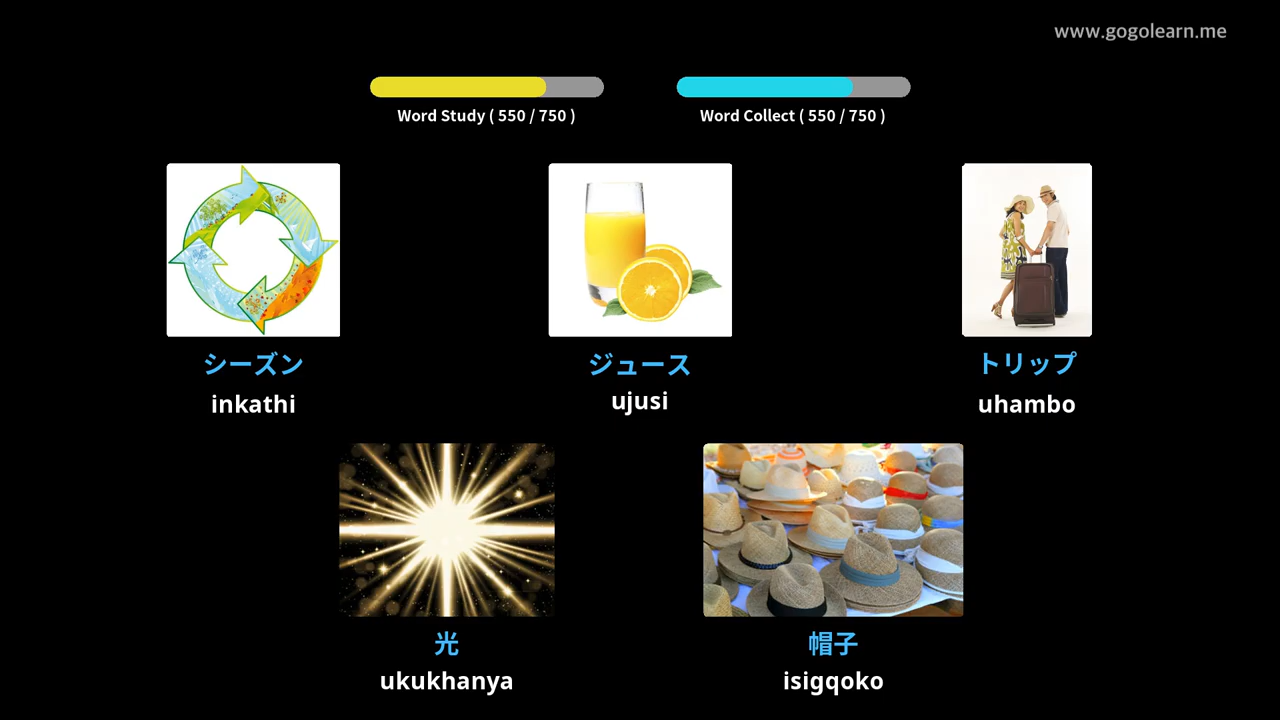 www.gogolearn.me
Word Study ( 550 / 750 )
Word Collect ( 550 / 750 )
シーズン
inkathi
ジュース
ujusi
トリップ
uhambo
光
ukukhanya
帽子
isigqoko